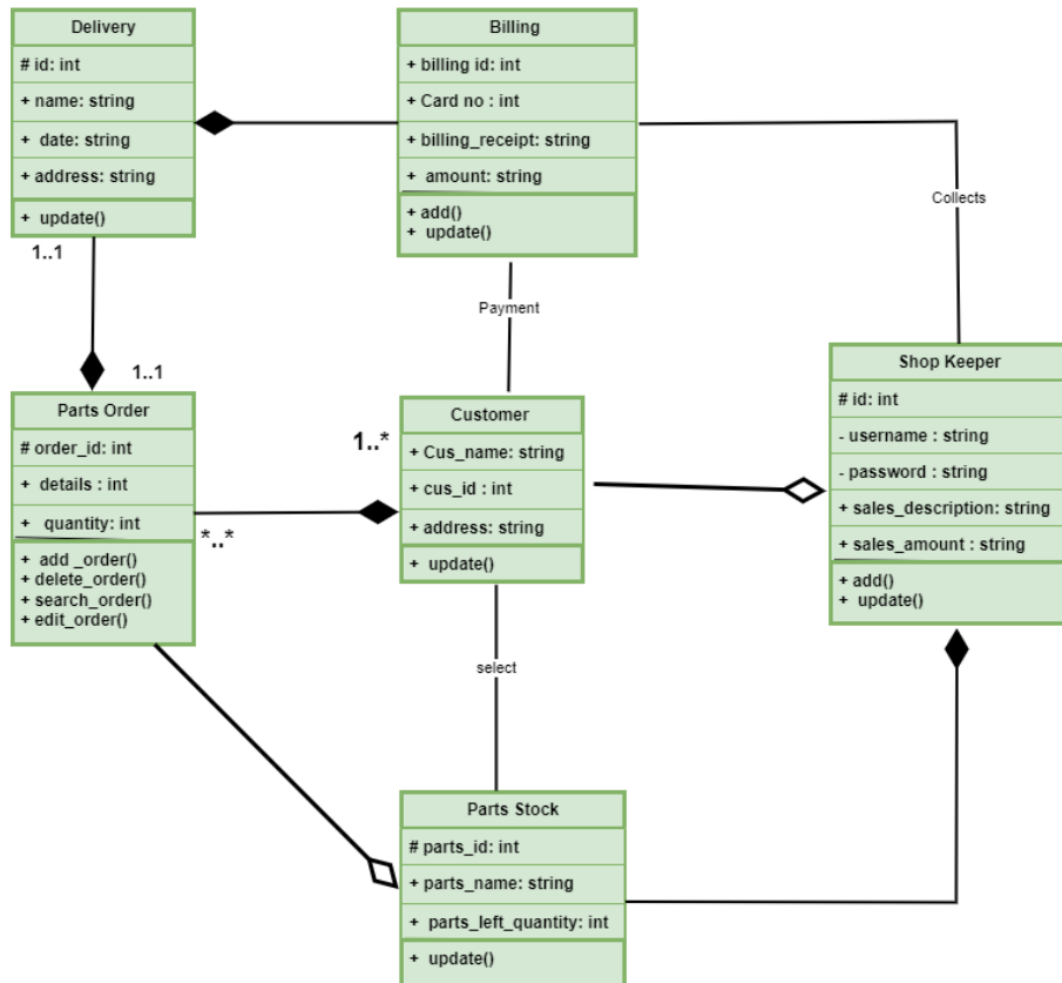 Delivery
# id: int
+ name: string
+ date: string
+ address: string
+ update()
Billing
+ billing id: int
+ Card no : int
+ billing_receipt: string
+ amount: string
+ add()
+ update()
Collects
1..1
Payment
1..1
Parts Order
# order_id: int
+ details : int
+ quantity: int
+ add _order()
+ delete_order()
+ search_order()
+ edit_order()
1..*
*..*
Customer
+ Cus_name: string
+ cus_id : int
+ address: string
+ update()
Shop Keeper
# id: int
- username : string
- password : string
+ sales_description: string
+ sales_amount : string
+ add()
+ update()
select
Parts Stock
# parts_id: int
+ parts_name: string
+ parts_left_quantity: int
+ update()